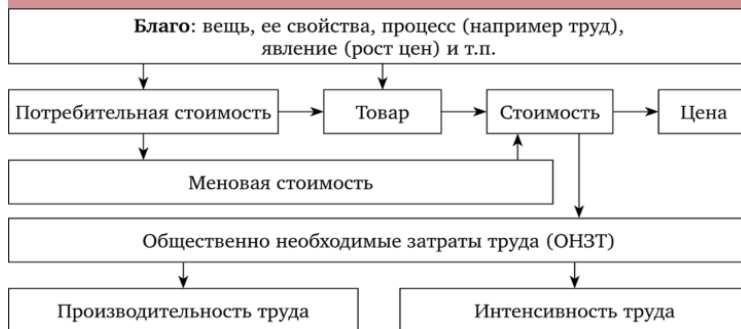 Благо: вещь, ее свойства, процесс (например труд),
явление (рост цен) и т.п.
Потребительная стоимость
Товар
Стоимость
Цена
Меновая стоимость
Общественно необходимые затраты труда (ОНЗТ)
Производительность труда
Интенсивность труда